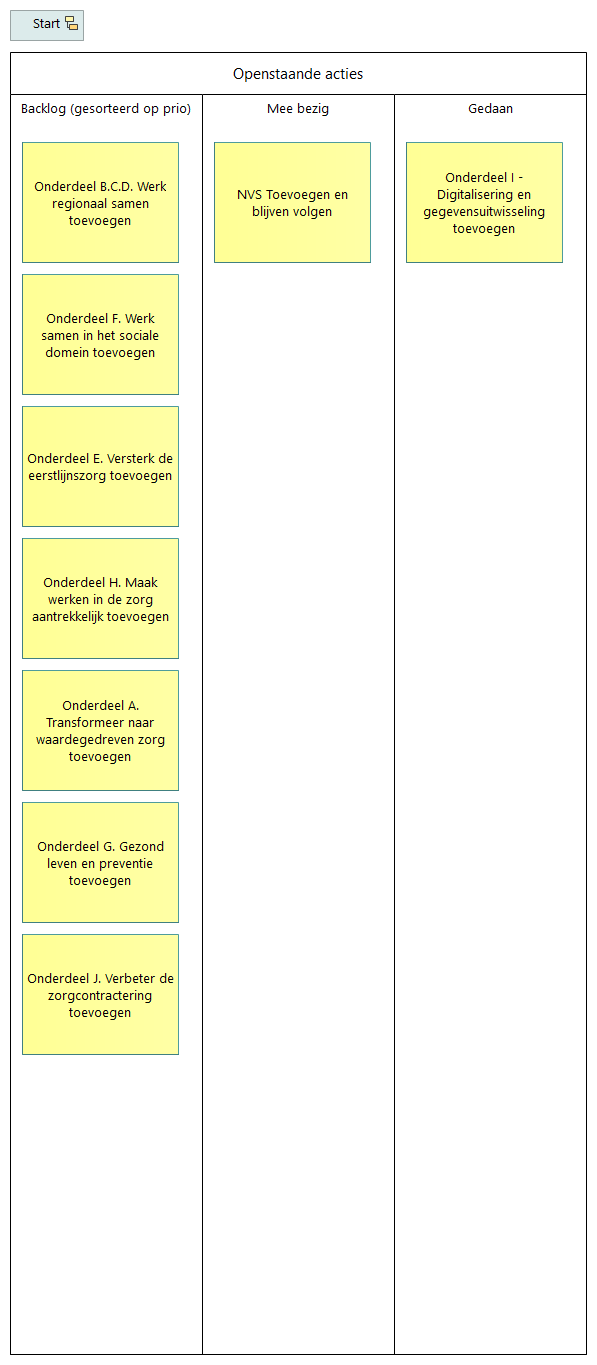 Start
Openstaande acties
Backlog (gesorteerd op prio)
Onderdeel B.C.D. Werk
regionaal samen
toevoegen
Onderdeel F. Werk
samen in het sociale
domein toevoegen
Onderdeel E. Versterk de
eerstlijnszorg toevoegen
Onderdeel H. Maak
werken in de zorg
aantrekkelijk toevoegen
Onderdeel A.
Transformeer naar
waardegedreven zorg
toevoegen
Onderdeel G. Gezond
leven en preventie
toevoegen
Onderdeel J. Verbeter de
zorgcontractering
toevoegen
Mee bezig
NVS Toevoegen en
blijven volgen
Gedaan
Onderdeel I -
Digitalisering en
gegevensuitwisseling
toevoegen